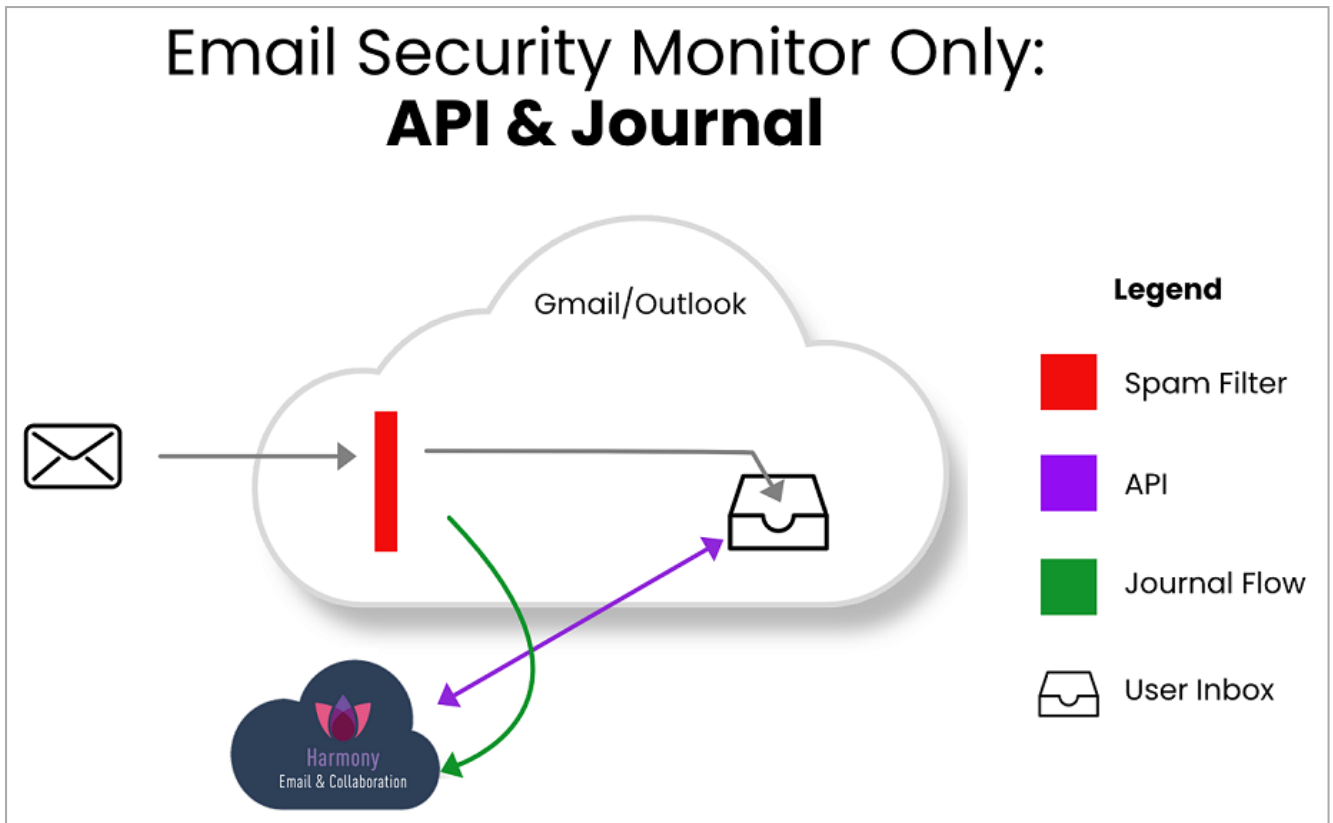 Email Security Monitor Only:
API & Journal
Gmail/Outlook
Legend
Spam Filter
API
Journal Flow
User Inbox
Harmony
Email & Collaboration